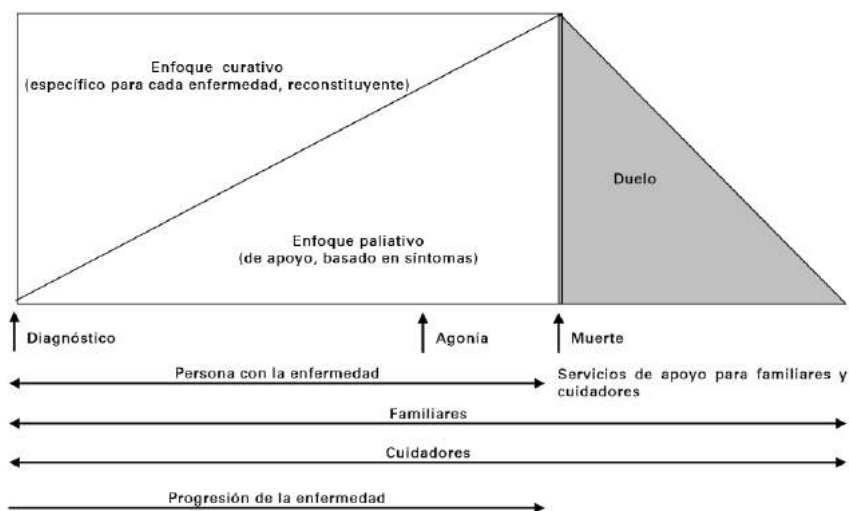 Enfoque curativo
(específico para cada enfermedad, reconstituyente)
Duelo
Enfoque paliativo
(de apoyo, basado en síntomas)
Diagnóstico
Agonía
Muerte
Persona con la enfermedad
Servicios de apoyo para familiares y
cuidadores
Familiares
Cuidadores
Progresión de la enfermedad